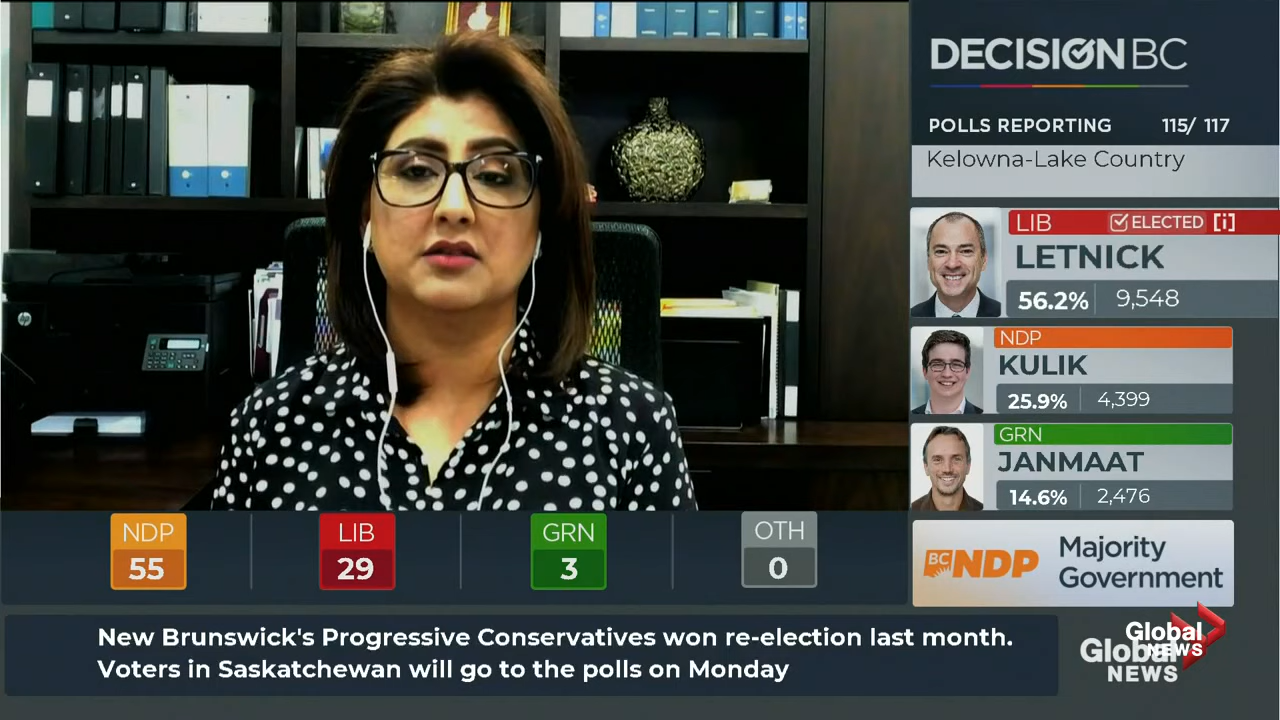 DECISION BC
POLLS REPORTING 115/ 117
Kelowna-Lake Country
LIB ELECTED [i]
LETNICK
56.2% 9,548
NDP
KULIK
25.9% 4,399
GRN
JANMAAT
14.6% 2,476
BC NDP Majority
Government
NDP LIB GRN OTH
55 29 3 0
New Brunswick's Progressive Conservatives won re-election last month.
Voters in Saskatchewan will go to the polls on Monday
Global
NEWS
Global
NEWS
hp